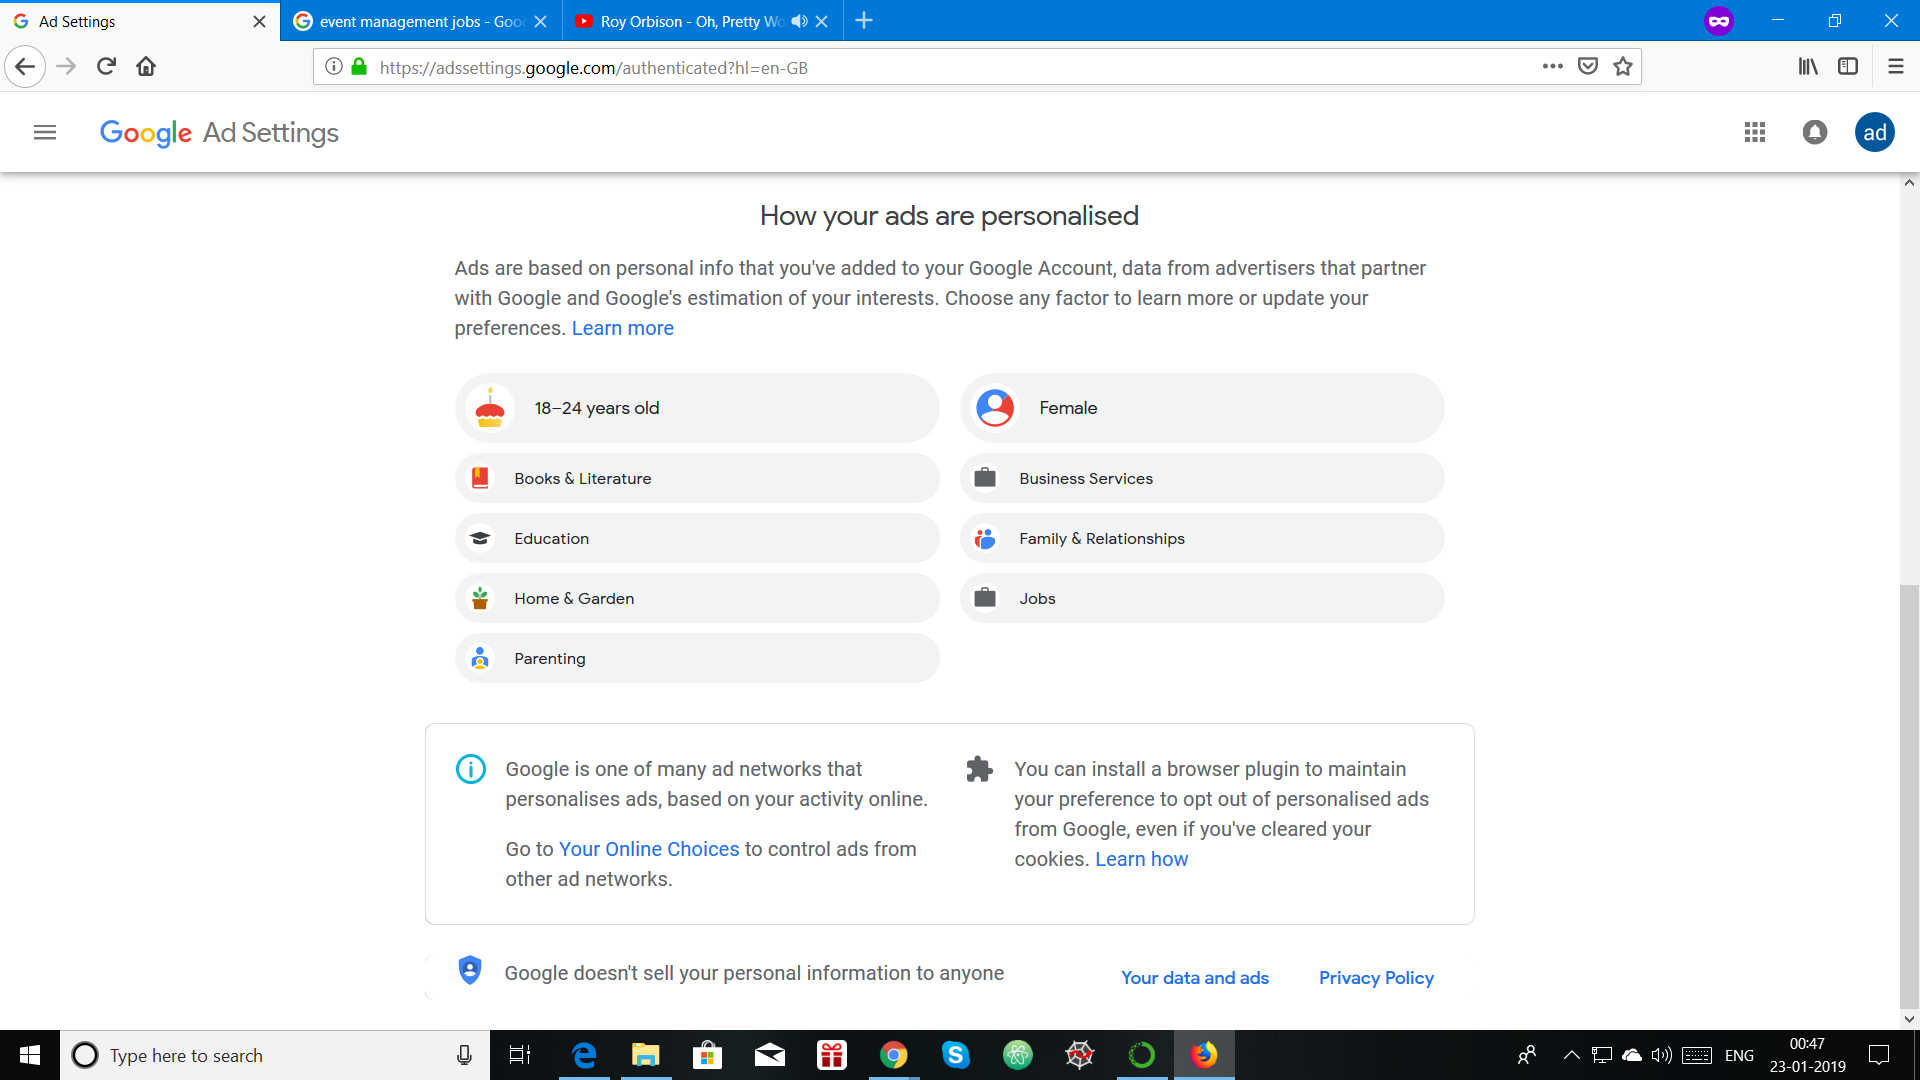 Ad Settings
event management jobs - Goo
Roy Orbison - Oh, Pretty Wo
https://adssettings.google.com/authenticated?hl=en-GB
Google Ad Settings
ad
How your ads are personalised
Ads are based on personal info that you've added to your Google Account, data from advertisers that partner
with Google and Google's estimation of your interests. Choose any factor to learn more or update your
preferences. Learn more
18–24 years old
Female
Books & Literature
Business Services
Education
Family & Relationships
Home & Garden
Jobs
Parenting
Google is one of many ad networks that
personalises ads, based on your activity online.
Go to Your Online Choices to control ads from
other ad networks.
You can install a browser plugin to maintain
your preference to opt out of personalised ads
from Google, even if you've cleared your
cookies. Learn how
Google doesn't sell your personal information to anyone
Your data and ads
Privacy Policy
Type here to search
ENG
00:47
23-01-2019